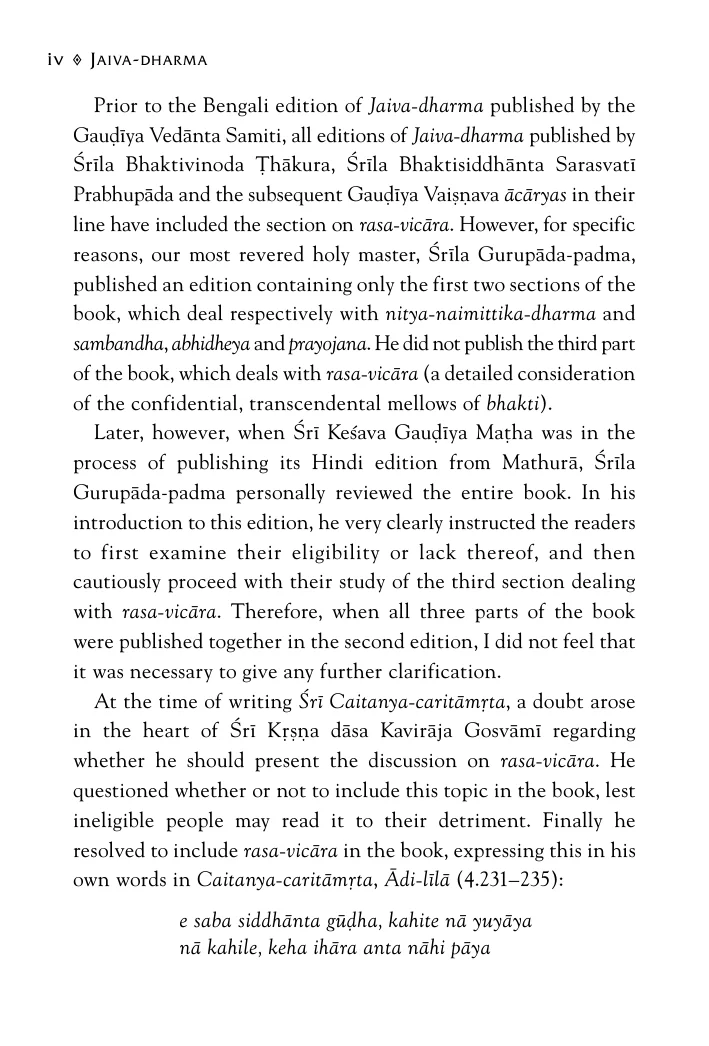 iv ◊ Jaiva-dharma
Prior to the Bengali edition of Jaiva-dharma published by the
Gauḍīya Vedānta Samiti, all editions of Jaiva-dharma published by
Śrīla Bhaktivinoda Ṭhākura, Śrīla Bhaktisiddhānta Sarasvatī
Prabhupāda and the subsequent Gauḍīya Vaiṣṇava ācāryas in their
line have included the section on rasa-vicāra. However, for specific
reasons, our most revered holy master, Śrīla Gurupāda-padma,
published an edition containing only the first two sections of the
book, which deal respectively with nitya-naimittika-dharma and
sambandha, abhidheya and prayojana. He did not publish the third part
of the book, which deals with rasa-vicāra (a detailed consideration
of the confidential, transcendental mellows of bhakti).
Later, however, when Śrī Keśava Gauḍīya Maṭha was in the
process of publishing its Hindi edition from Mathurā, Śrīla
Gurupāda-padma personally reviewed the entire book. In his
introduction to this edition, he very clearly instructed the readers
to first examine their eligibility or lack thereof, and then
cautiously proceed with their study of the third section dealing
with rasa-vicāra. Therefore, when all three parts of the book
were published together in the second edition, I did not feel that
it was necessary to give any further clarification.
At the time of writing Śrī Caitanya-caritāmṛta, a doubt arose
in the heart of Śrī Kṛṣṇa dāsa Kavirāja Gosvāmī regarding
whether he should present the discussion on rasa-vicāra. He
questioned whether or not to include this topic in the book, lest
ineligible people may read it to their detriment. Finally he
resolved to include rasa-vicāra in the book, expressing this in his
own words in Caitanya-caritāmṛta, Ādi-līlā (4.231–235):
e saba siddhānta gūḍha, kahite nā yuyāya
nā kahile, keha ihāra anta nāhi pāya